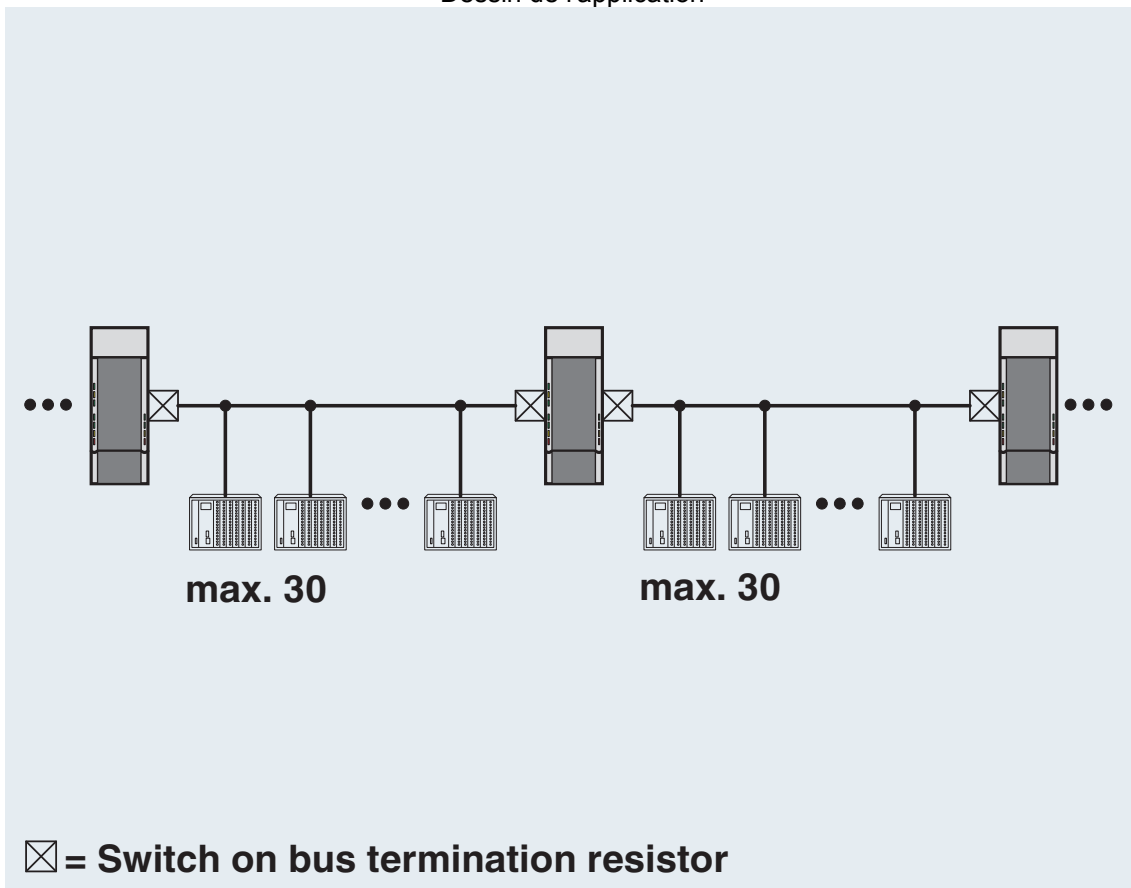 Dessin de l'application
max. 30
max. 30
= Switch on bus termination resistor